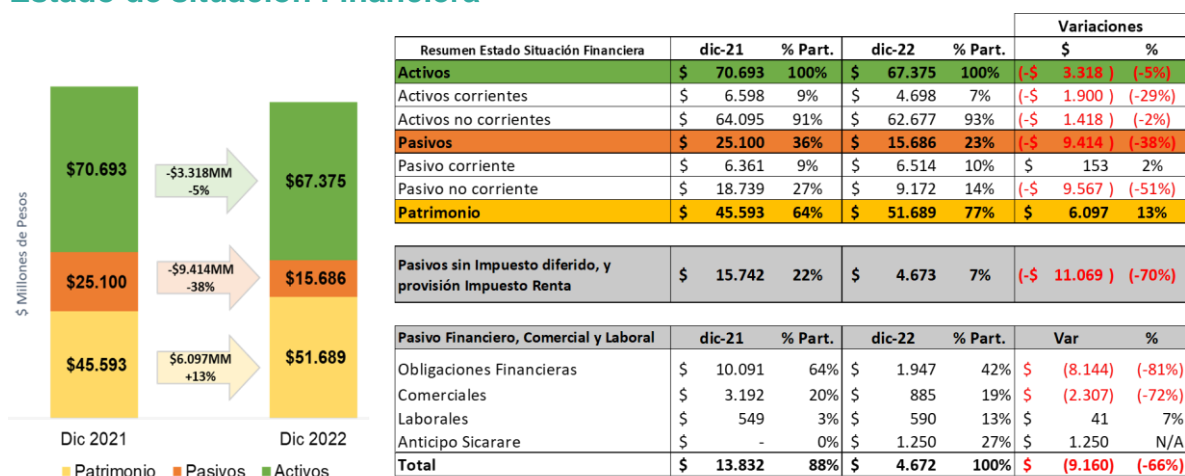 Estado de Situación Financiera
$ Millones de Pesos
$70.693
$25.100
$45.593
-$3.318MM
-5%
-$9.414MM
-38%
$6.097MM
+13%
$67.375
$15.686
$51.689
Dic 2021
Dic 2022
Patrimonio Pasivos Activos
Variaciones
Resumen Estado Situación Financiera dic-21 % Part. dic-22 % Part. $ %
Activos $ 70.693 100% $ 67.375 100% (-$ 3.318 ) (-5%)
Activos corrientes $ 6.598 9% $ 4.698 7% (-$ 1.900 ) (-29%)
Activos no corrientes $ 64.095 91% $ 62.677 93% (-$ 1.418 ) (-2%)
Pasivos $ 25.100 36% $ 15.686 23% (-$ 9.414 ) (-38%)
Pasivo corriente $ 6.361 9% $ 6.514 10% $ 153 2%
Pasivo no corriente $ 18.739 27% $ 9.172 14% (-$ 9.567 ) (-51%)
Patrimonio $ 45.593 64% $ 51.689 77% $ 6.097 13%
Pasivos sin Impuesto diferido, y
provisión Impuesto Renta $ 15.742 22% $ 4.673 7% (-$ 11.069 ) (-70%)
Pasivo Financiero, Comercial y Laboral dic-21 % Part. dic-22 % Part. Var %
Obligaciones Financieras $ 10.091 64% $ 1.947 42% $ (8.144) (-81%)
Comerciales $ 3.192 20% $ 885 19% $ (2.307) (-72%)
Laborales $ 549 3% $ 590 13% $ 41 7%
Anticipo Sicarare $ - 0% $ 1.250 27% $ 1.250 N/A
Total $ 13.832 88% $ 4.672 100% $ (9.160) (-66%)